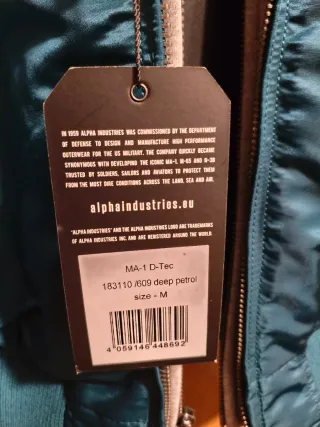 IN 1959 ALPHA INDUSTRIES WAS COMMISSIONED BY THE DEPARTMENT
OF DEFENSE TO DESIGN AND MANUFACTURE HIGH PERFORMANCE
OUTERWEAR FOR THE US MILITARY. THE COMPANY QUICKLY BECAME
SYNONYMOUS WITH DEVELOPING THE ICONIC MA-1, M-65 AND N-3B
TRUSTED BY SOLDIERS, SAILORS AND AVIATORS TO PROTECT THEM
FROM THE MOST DIRE CONDITIONS ACROSS THE LAND, SEA AND AIR.
alphaindustries.eu
"ALPHA INDUSTRIES" AND THE ALPHA INDUSTRIES LOGO ARE TRADEMARKS
OF ALPHA INDUSTRIES INC. AND ARE REGISTERED AROUND THE WORLD.
MA-1 D-Tec
183110 /609 deep petrol
size - M
4 059146 448692